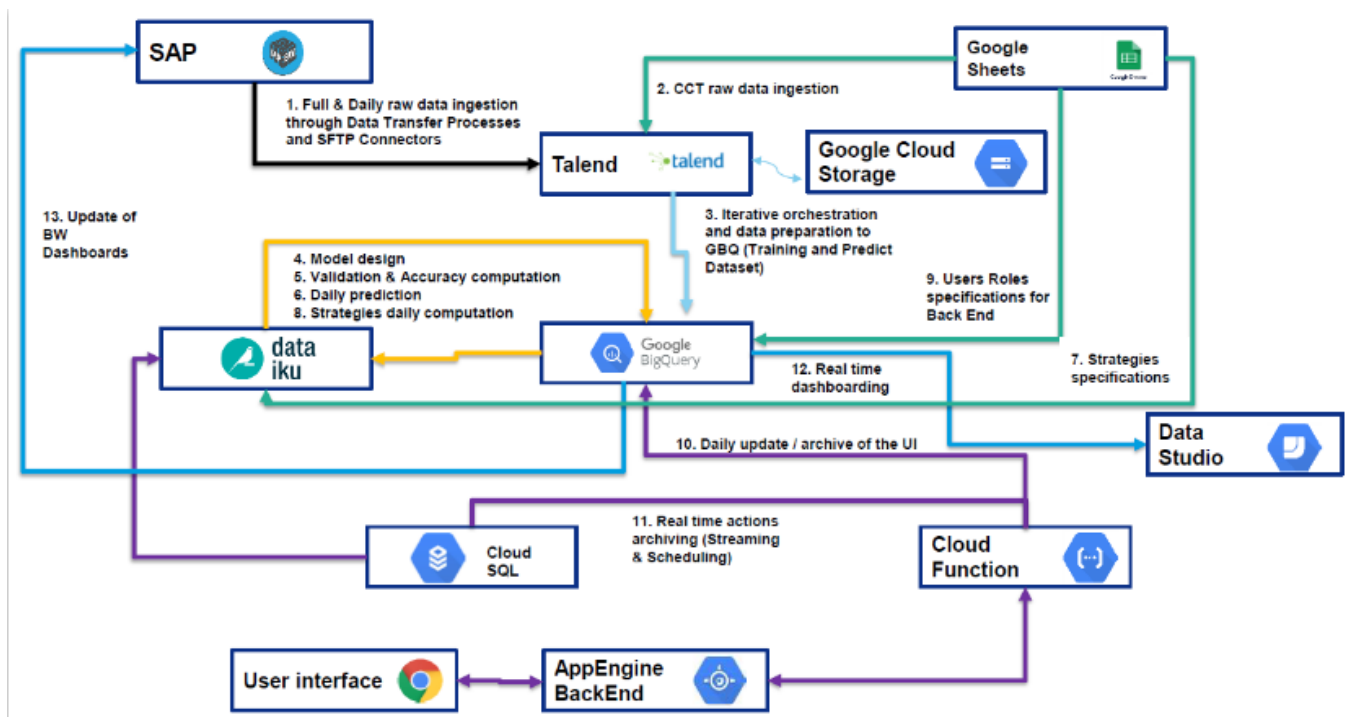 SAP
Google
Sheets
Google Sheets
1. Full & Daily raw data ingestion
through Data Transfer Processes
and SFTP Connectors
2. CCT raw data ingestion
Talend
talend
Google Cloud
Storage
13. Update of
BW
Dashboards
3. Iterative orchestration
and data preparation to
GBQ (Training and Predict
Dataset)
4. Model design
5. Validation & Accuracy computation
6. Daily prediction
8. Strategies daily computation
9. Users Roles
specifications for
Back End
data
iku
Google
BigQuery
12. Real time
dashboarding
7. Strategies
specifications
10. Daily update / archive of the UI
Data
Studio
11. Real time actions
archiving (Streaming
& Scheduling)
Cloud
SQL
Cloud
Function
User interface
AppEngine
BackEnd